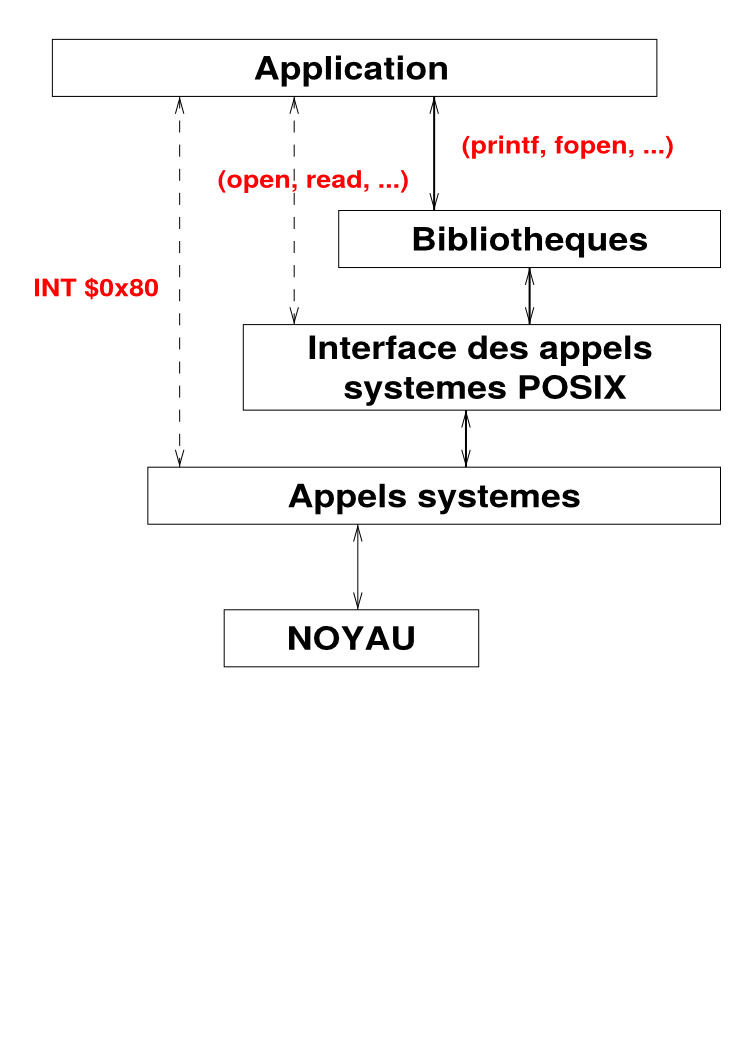 Application
(printf, fopen, ...)
(open, read, ...)
Bibliotheques
INT $0x80
Interface des appels
systemes POSIX
Appels systemes
NOYAU